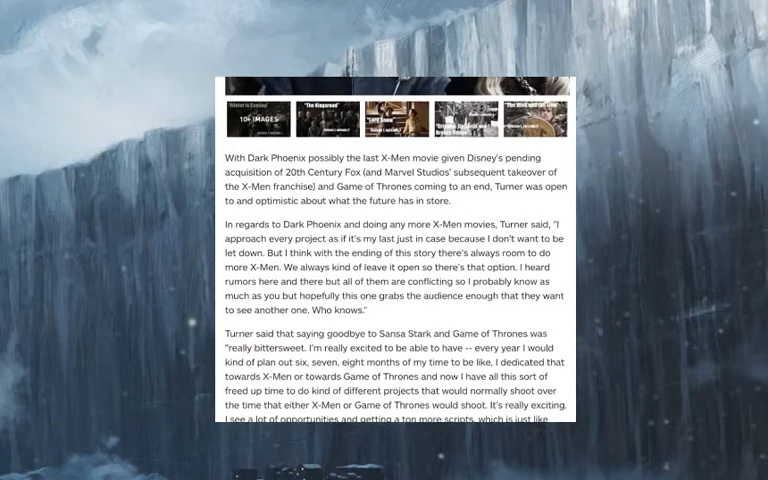 "Winter is Coming"
10+ IMAGES
"The Kingsroad"
"Lord Snow"
With Dark Phoenix possibly the last X-Men movie given Disney's pending
acquisition of 20th Century Fox (and Marvel Studios' subsequent takeover of
the X-Men franchise) and Game of Thrones coming to an end, Turner was open
to and optimistic about what the future has in store.
In regards to Dark Phoenix and doing any more X-Men movies, Turner said, "I
approach every project as if it's my last just in case because I don't want to be
let down. But I think with the ending of this story there's always room to do
more X-Men. We always kind of leave it open so there's that option. I heard
rumors here and there but all of them are conflicting so I probably know as
much as you but hopefully this one grabs the audience enough that they want
to see another one. Who knows."
Turner said that saying goodbye to Sansa Stark and Game of Thrones was
"really bittersweet. I'm really excited to be able to have -- every year I would
kind of plan out six, seven, eight months of my time to be like, I dedicated that
towards X-Men or towards Game of Thrones and now I have all this sort of
freed up time to do kind of different projects that would normally shoot over
the time that either X-Men or Game of Thrones would shoot. It's really exciting.
I see a lot of opportunities and getting a ton more scripts, which is just like